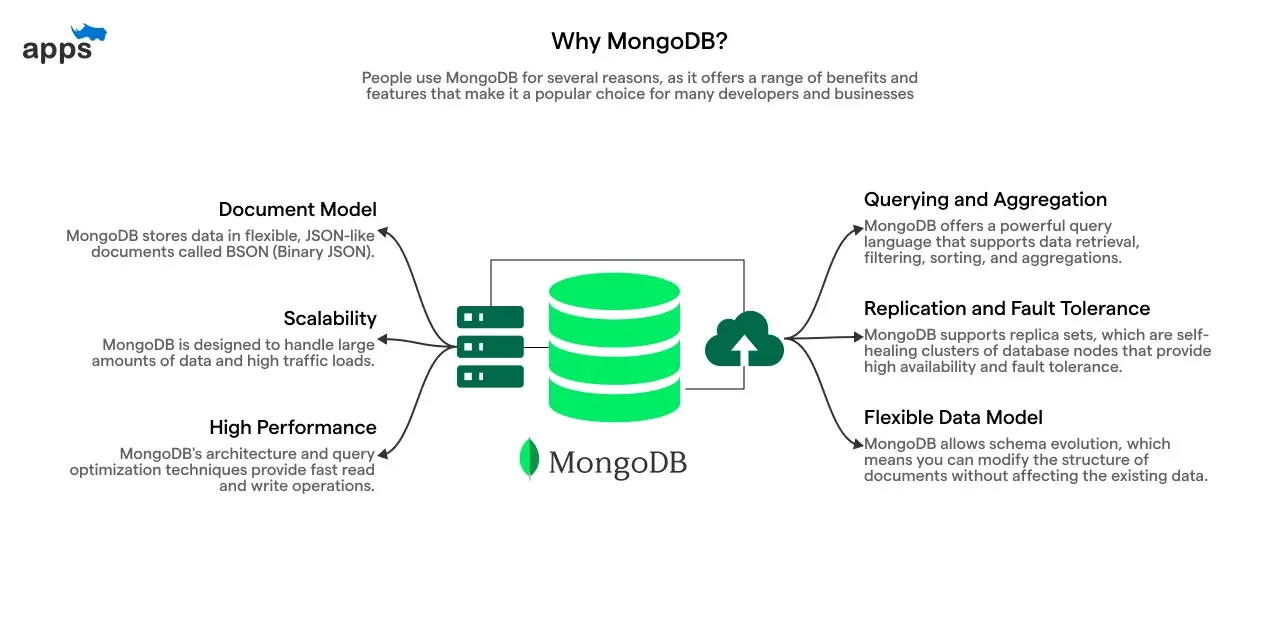 apps
Why MongoDB?
People use MongoDB for several reasons, as it offers a range of benefits and
features that make it a popular choice for many developers and businesses
Document Model
MongoDB stores data in flexible, JSON-like
documents called BSON (Binary JSON).
Scalability
MongoDB is designed to handle large
amounts of data and high traffic loads.
High Performance
MongoDB's architecture and query
optimization techniques provide fast read
and write operations.
MongoDB
Querying and Aggregation
MongoDB offers a powerful query
language that supports data retrieval,
filtering, sorting, and aggregations.
Replication and Fault Tolerance
MongoDB supports replica sets, which are self-
healing clusters of database nodes that provide
high availability and fault tolerance.
Flexible Data Model
MongoDB allows schema evolution, which
means you can modify the structure of
documents without affecting the existing data.